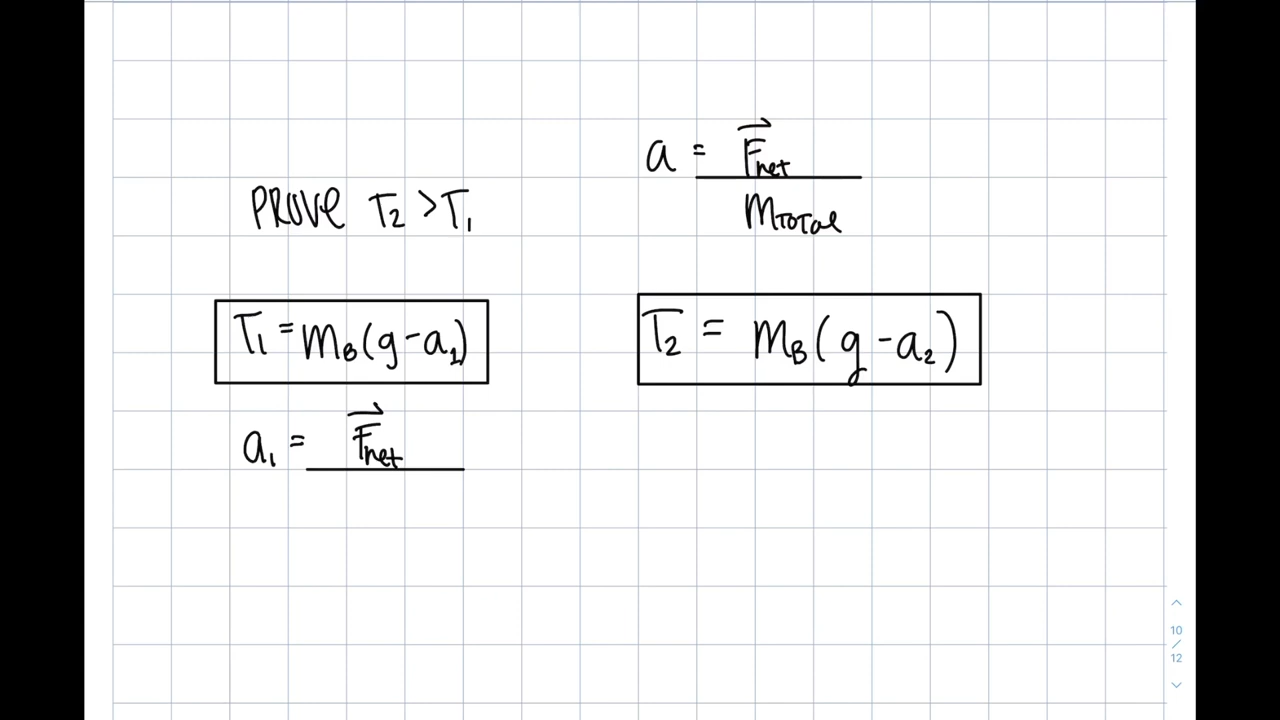 a = F⃗net
PROVE T₂ > T₁
mTOTAL
T₁ = mB(g - a₁)
T₂ = mB(g - a₂)
a₁ = F⃗net
10
/
12